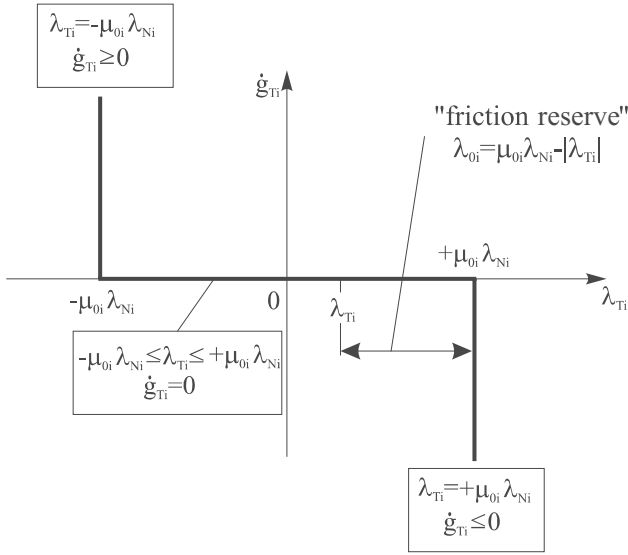 λTi=-μ0i λNi
ġTi≥0
ġTi
"friction reserve"
λ0i=μ0iλNi-|λTi|
+μ0i λNi
-μ0i λNi
0
λTi
λTi
-μ0i λNi≤λTi≤ +μ0i λNi
ġTi=0
λTi=+μ0i λNi
ġTi≤0